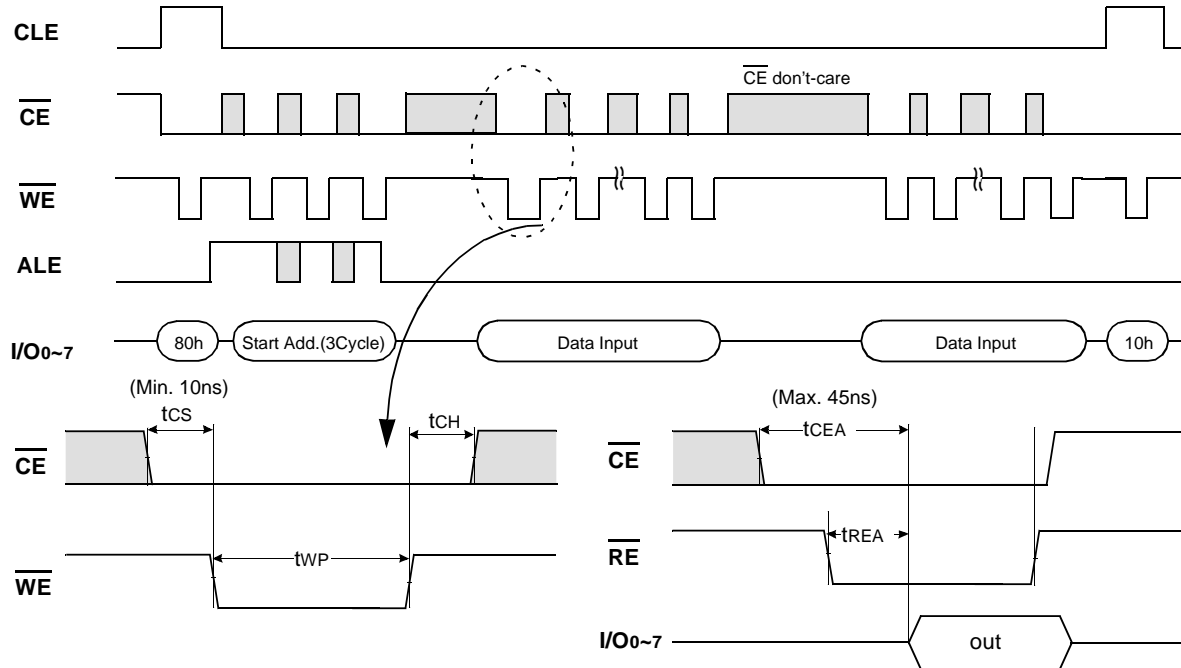 CLE
CE don't-care
CE
WE
ALE
I/O0~7 80h Start Add.(3Cycle) Data Input Data Input 10h
(Min. 10ns)
tCS tCH
CE
tWP
WE
(Max. 45ns)
tCEA
CE
tREA
RE
I/O0~7 out